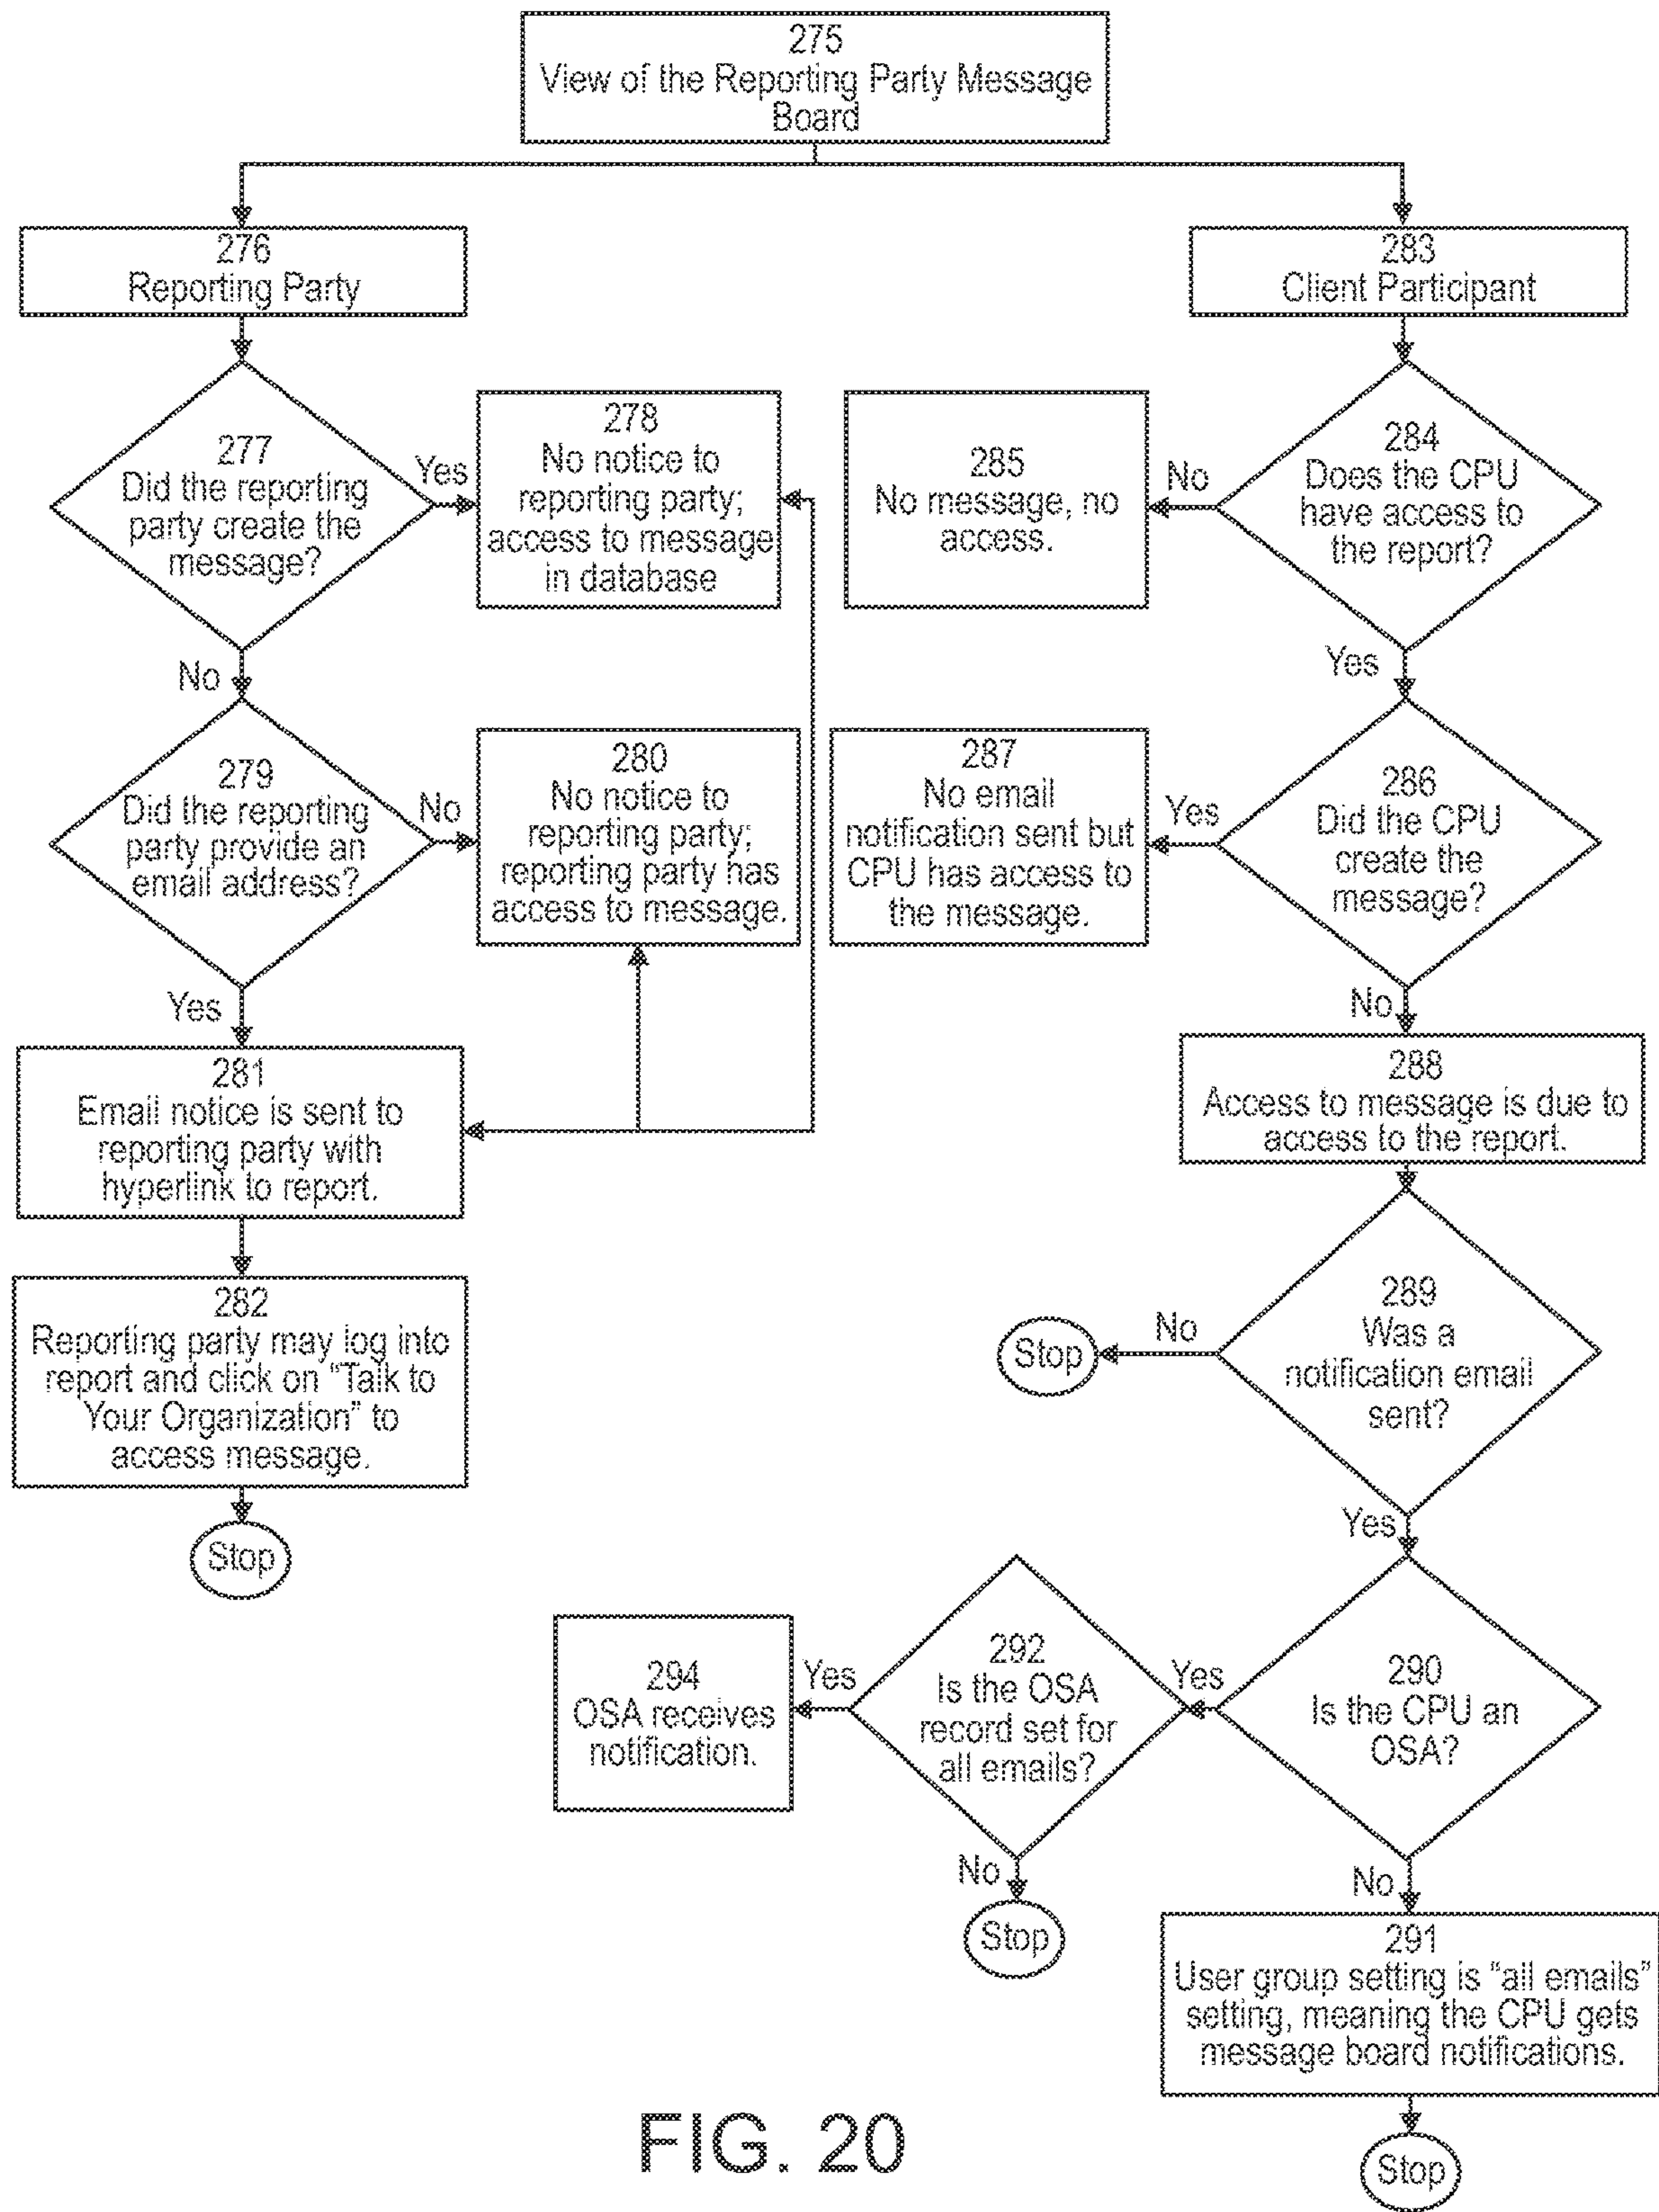 275
View of the Reporting Party Message
Board
276
Reporting Party
277
Did the reporting
party create the
message?
Yes
278
No notice to
reporting party;
access to message
in database
No
279
Did the reporting
party provide an
email address?
No
280
No notice to
reporting party;
reporting party has
access to message.
Yes
281
Email notice is sent to
reporting party with
hyperlink to report.
282
Reporting party may log into
report and click on “Talk to
Your Organization” to
access message.
Stop
283
Client Participant
284
Does the CPU
have access to
the report?
No
285
No message, no
access.
Yes
286
Did the CPU
create the
message?
Yes
287
No email
notification sent but
CPU has access to
the message.
No
288
Access to message is due to
access to the report.
289
Was a
notification email
sent?
No
Stop
Yes
290
Is the CPU an
OSA?
Yes
292
Is the OSA
record set for
all emails?
Yes
294
OSA receives
notification.
No
Stop
No
291
User group setting is “all emails”
setting, meaning the CPU gets
message board notifications.
Stop
FIG. 20